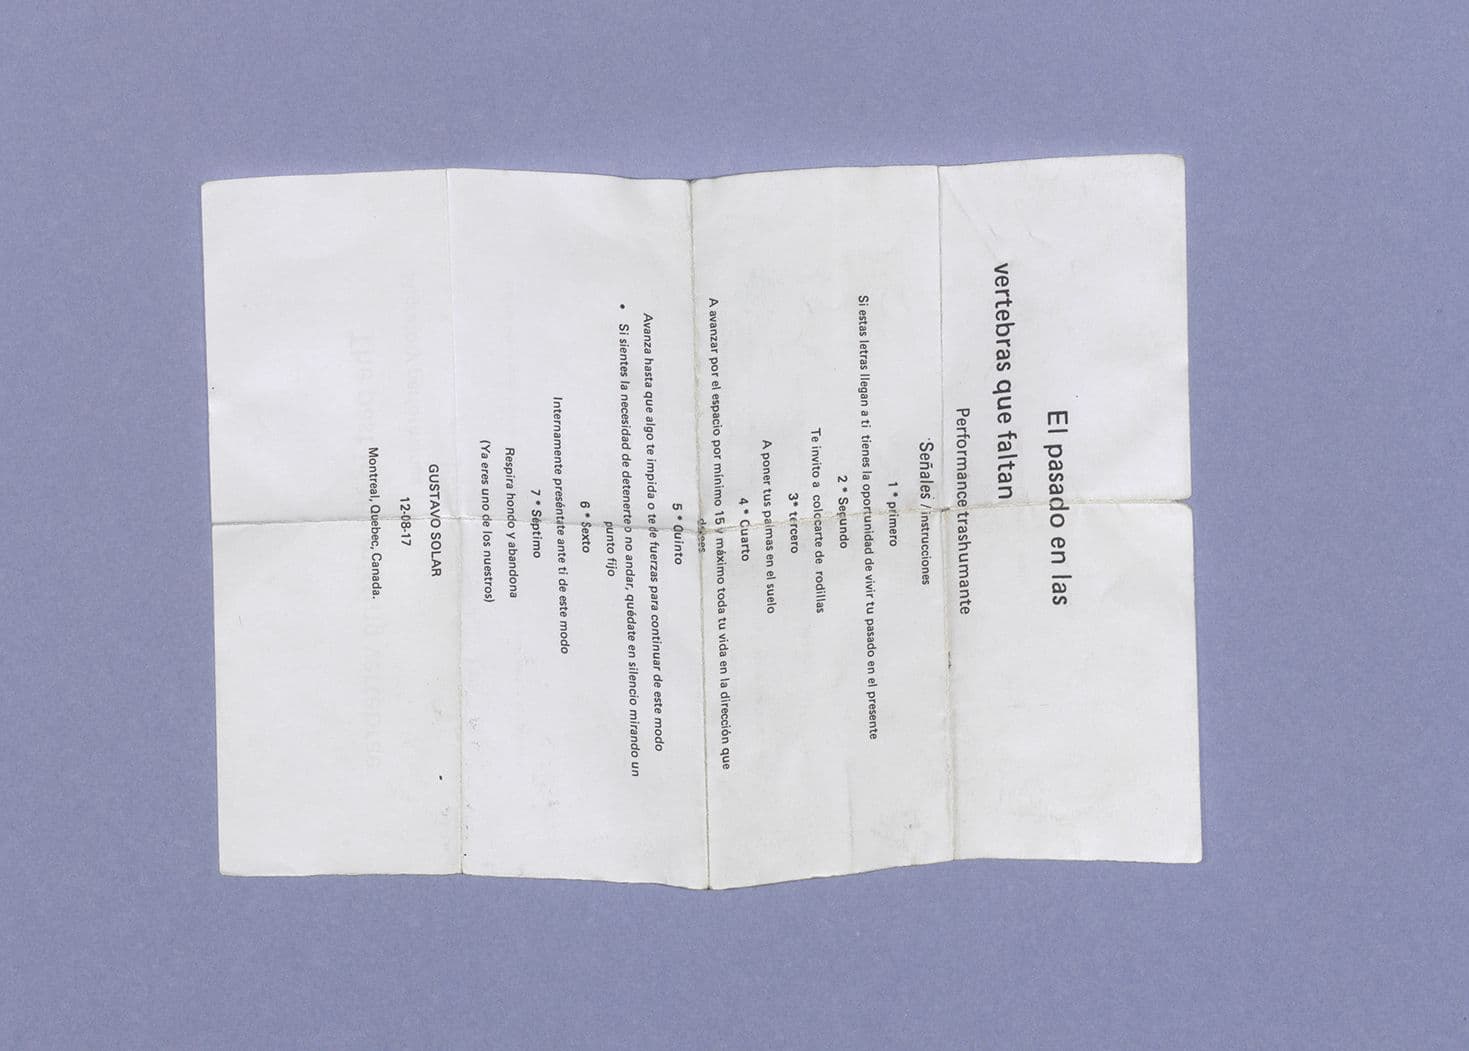 El pasado en las
vertebras que faltan
Performance trashumante
Señales / instrucciones
1 * primero
Si estas letras llegan a ti tienes la oportunidad de vivir tu pasado en el presente
2 * Segundo
Te invito a colocarte de rodillas
3* tercero
A poner tus palmas en el suelo
4 * Cuarto
A avanzar por el espacio por mínimo 15 y máximo toda tu vida en la dirección que
desees
5 * Quinto
Avanza hasta que algo te impida o te de fuerzas para continuar de este modo
• Si sientes la necesidad de detenerte o no andar, quédate en silencio mirando un
punto fijo
6 * Sexto
Internamente preséntate ante ti de este modo
7 * Séptimo
Respira hondo y abandona
(Ya eres uno de los nuestros)
GUSTAVO SOLAR
12-08-17
Montreal, Quebec, Canada.